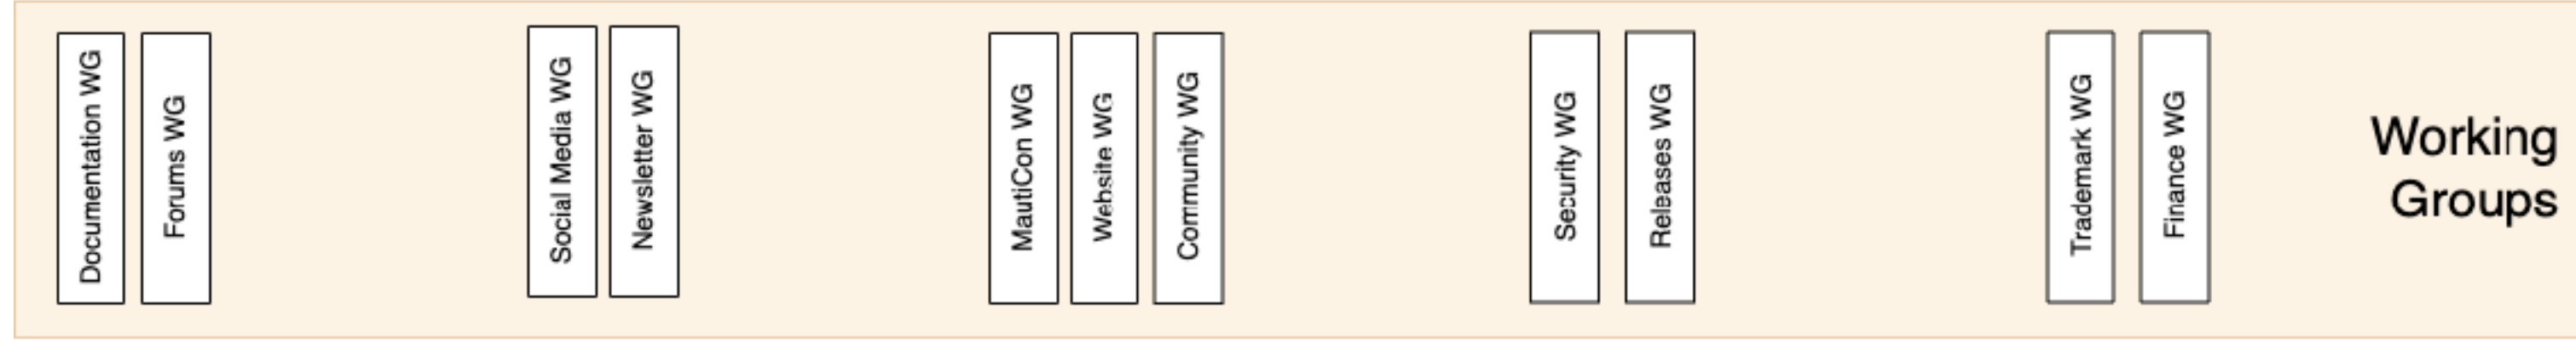 Documentation WG
Forums WG
Social Media WG
Newsletter WG
MautiCon WG
Website WG
Community WG
Security WG
Releases WG
Trademark WG
Finance WG
Working
Groups